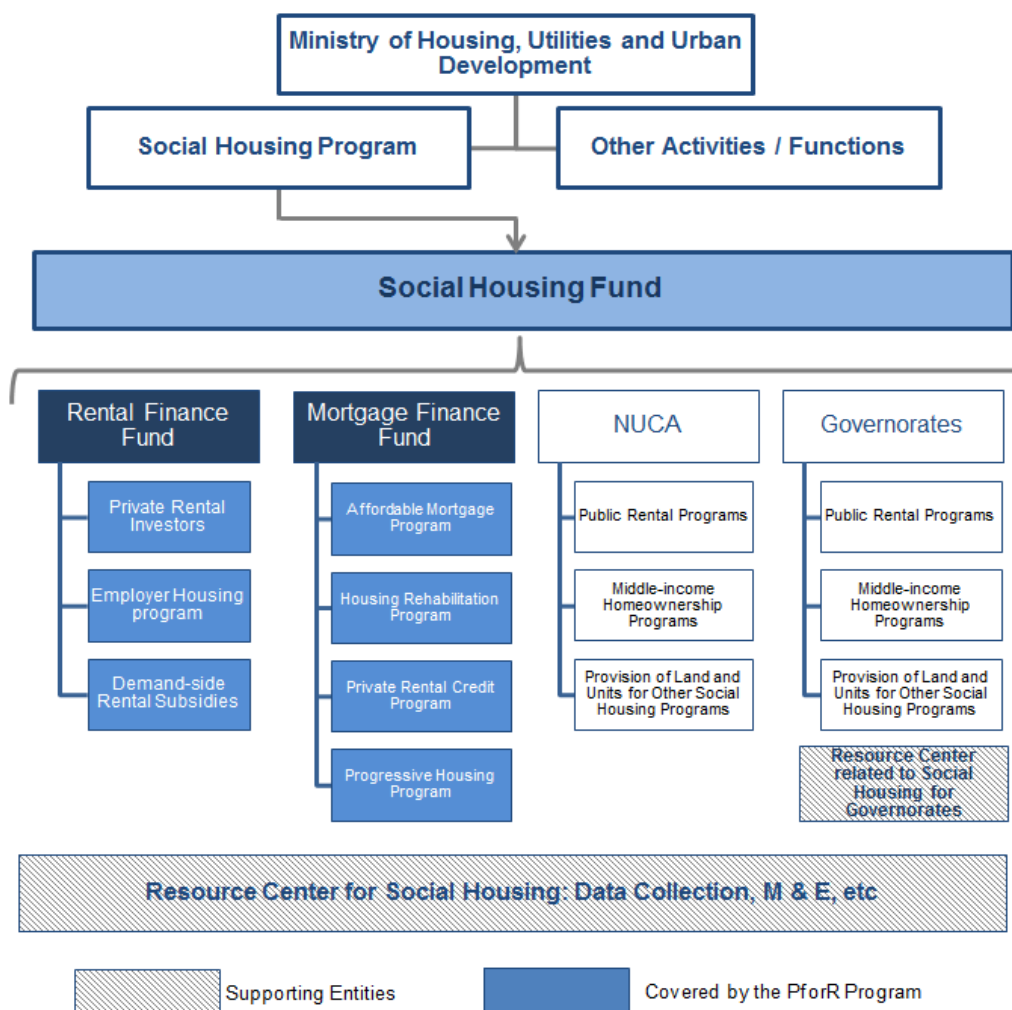 Ministry of Housing, Utilities and Urban
Development
Social Housing Program
Other Activities / Functions
Social Housing Fund
Rental Finance
Fund
Private Rental
Investors
Employer Housing
program
Demand-side
Rental Subsidies
Mortgage Finance
Fund
Affordable Mortgage
Program
Housing Rehabilitation
Program
Private Rental Credit
Program
Progressive Housing
Program
NUCA
Public Rental Programs
Middle-income
Homeownership
Programs
Provision of Land and
Units for Other Social
Housing Programs
Governorates
Public Rental Programs
Middle-income
Homeownership
Programs
Provision of Land and
Units for Other Social
Housing Programs
Resource Center
related to Social
Housing for
Governorates
Resource Center for Social Housing: Data Collection, M & E, etc
Supporting Entities
Covered by the PforR Program